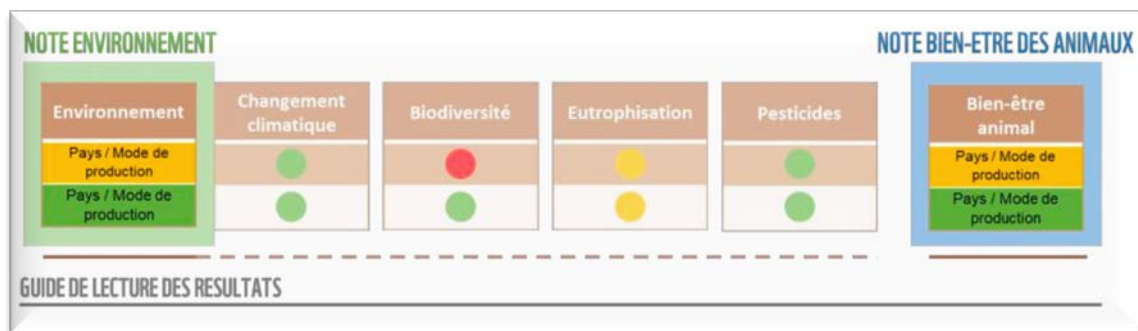 NOTE ENVIRONNEMENT
NOTE BIEN-ETRE DES ANIMAUX
Environnement
Changement
climatique
Biodiversité
Eutrophisation
Pesticides
Bien-être
animal
Pays / Mode de
production
Pays / Mode de
production
Pays / Mode de
production
Pays / Mode de
production
GUIDE DE LECTURE DES RESULTATS